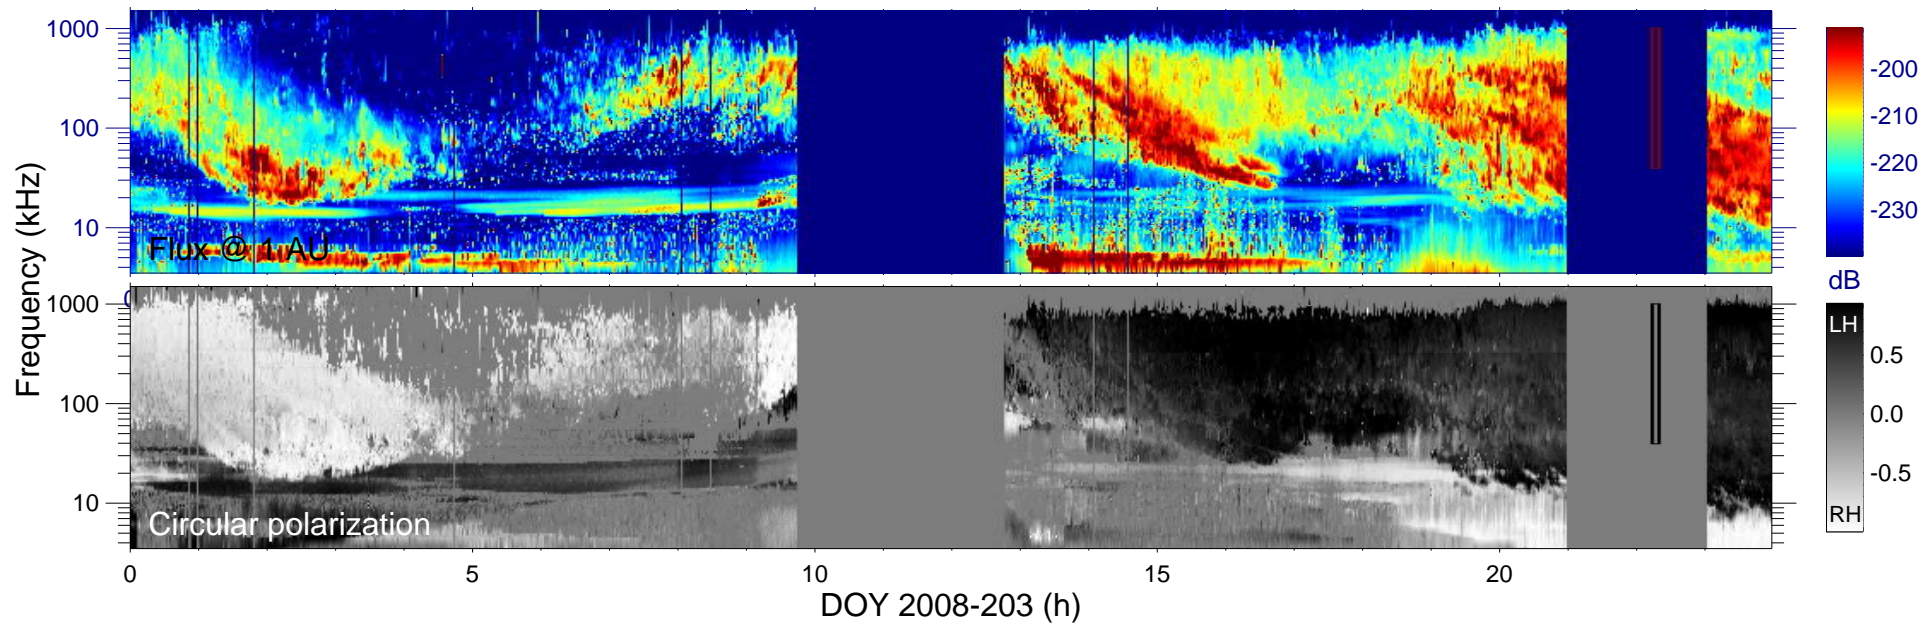 1000
100
10
Flux @ 1 AU
-200
-210
-220
-230
dB
0
Frequency (kHz)
1000
100
10
Circular polarization
LH
0.5
0.0
-0.5
RH
0 5 10 15 20
DOY 2008-203 (h)